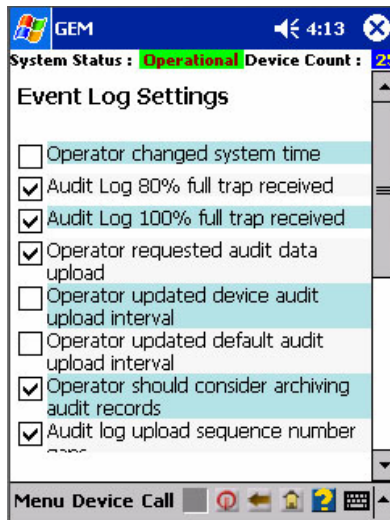 GEM 4:13
System Status : Operational Device Count : 25
Event Log Settings
Operator changed system time
Audit Log 80% full trap received
Audit Log 100% full trap received
Operator requested audit data
upload
Operator updated device audit
upload interval
Operator updated default audit
upload interval
Operator should consider archiving
audit records
Audit log upload sequence number
gaps
Menu Device Call